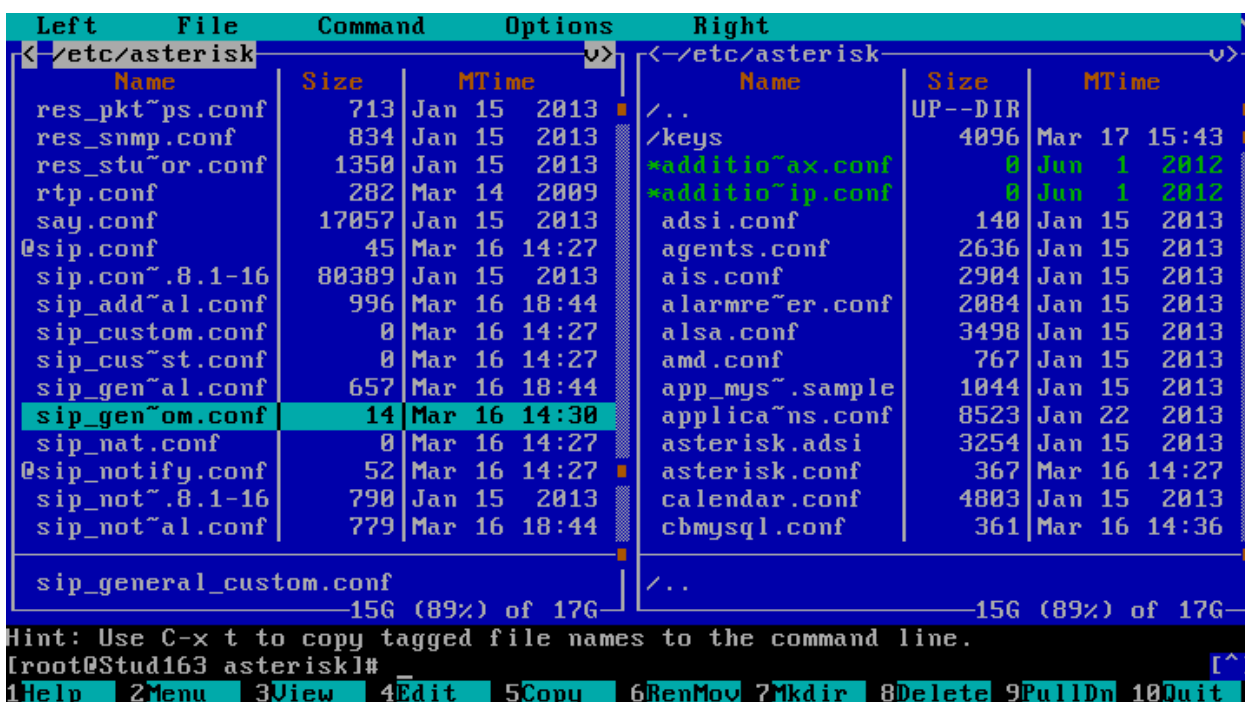 Left File Command Options Right
/etc/asterisk
Name Size MTime
res_pkt~ps.conf 713 Jan 15 2013
res_snmp.conf 834 Jan 15 2013
res_stu~or.conf 1350 Jan 15 2013
rtp.conf 282 Mar 14 2009
say.conf 17057 Jan 15 2013
@sip.conf 45 Mar 16 14:27
sip.con~.8.1-16 80389 Jan 15 2013
sip_add~al.conf 996 Mar 16 18:44
sip_custom.conf 0 Mar 16 14:27
sip_cus~st.conf 0 Mar 16 14:27
sip_gen~al.conf 657 Mar 16 18:44
sip_gen~om.conf 14 Mar 16 14:30
sip_nat.conf 0 Mar 16 14:27
@sip_notify.conf 52 Mar 16 14:27
sip_not~.8.1-16 790 Jan 15 2013
sip_not~al.conf 779 Mar 16 18:44
sip_general_custom.conf
15G (89%) of 17G
/etc/asterisk
Name Size MTime
/.. UP--DIR
/keys 4096 Mar 17 15:43
*additio~ax.conf 0 Jun 1 2012
*additio~ip.conf 0 Jun 1 2012
adsi.conf 140 Jan 15 2013
agents.conf 2636 Jan 15 2013
ais.conf 2904 Jan 15 2013
alarmre~er.conf 2084 Jan 15 2013
alsa.conf 3498 Jan 15 2013
amd.conf 767 Jan 15 2013
app_mys~.sample 1044 Jan 15 2013
applica~ns.conf 8523 Jan 22 2013
asterisk.adsi 3254 Jan 15 2013
asterisk.conf 367 Mar 16 14:27
calendar.conf 4803 Jan 15 2013
cbmysql.conf 361 Mar 16 14:36
/..
15G (89%) of 17G
Hint: Use C-x t to copy tagged file names to the command line.
[root@Stud163 asterisk]# _ [^
1Help 2Menu 3View 4Edit 5Copy 6RenMov 7Mkdir 8Delete 9PullDn 10Quit